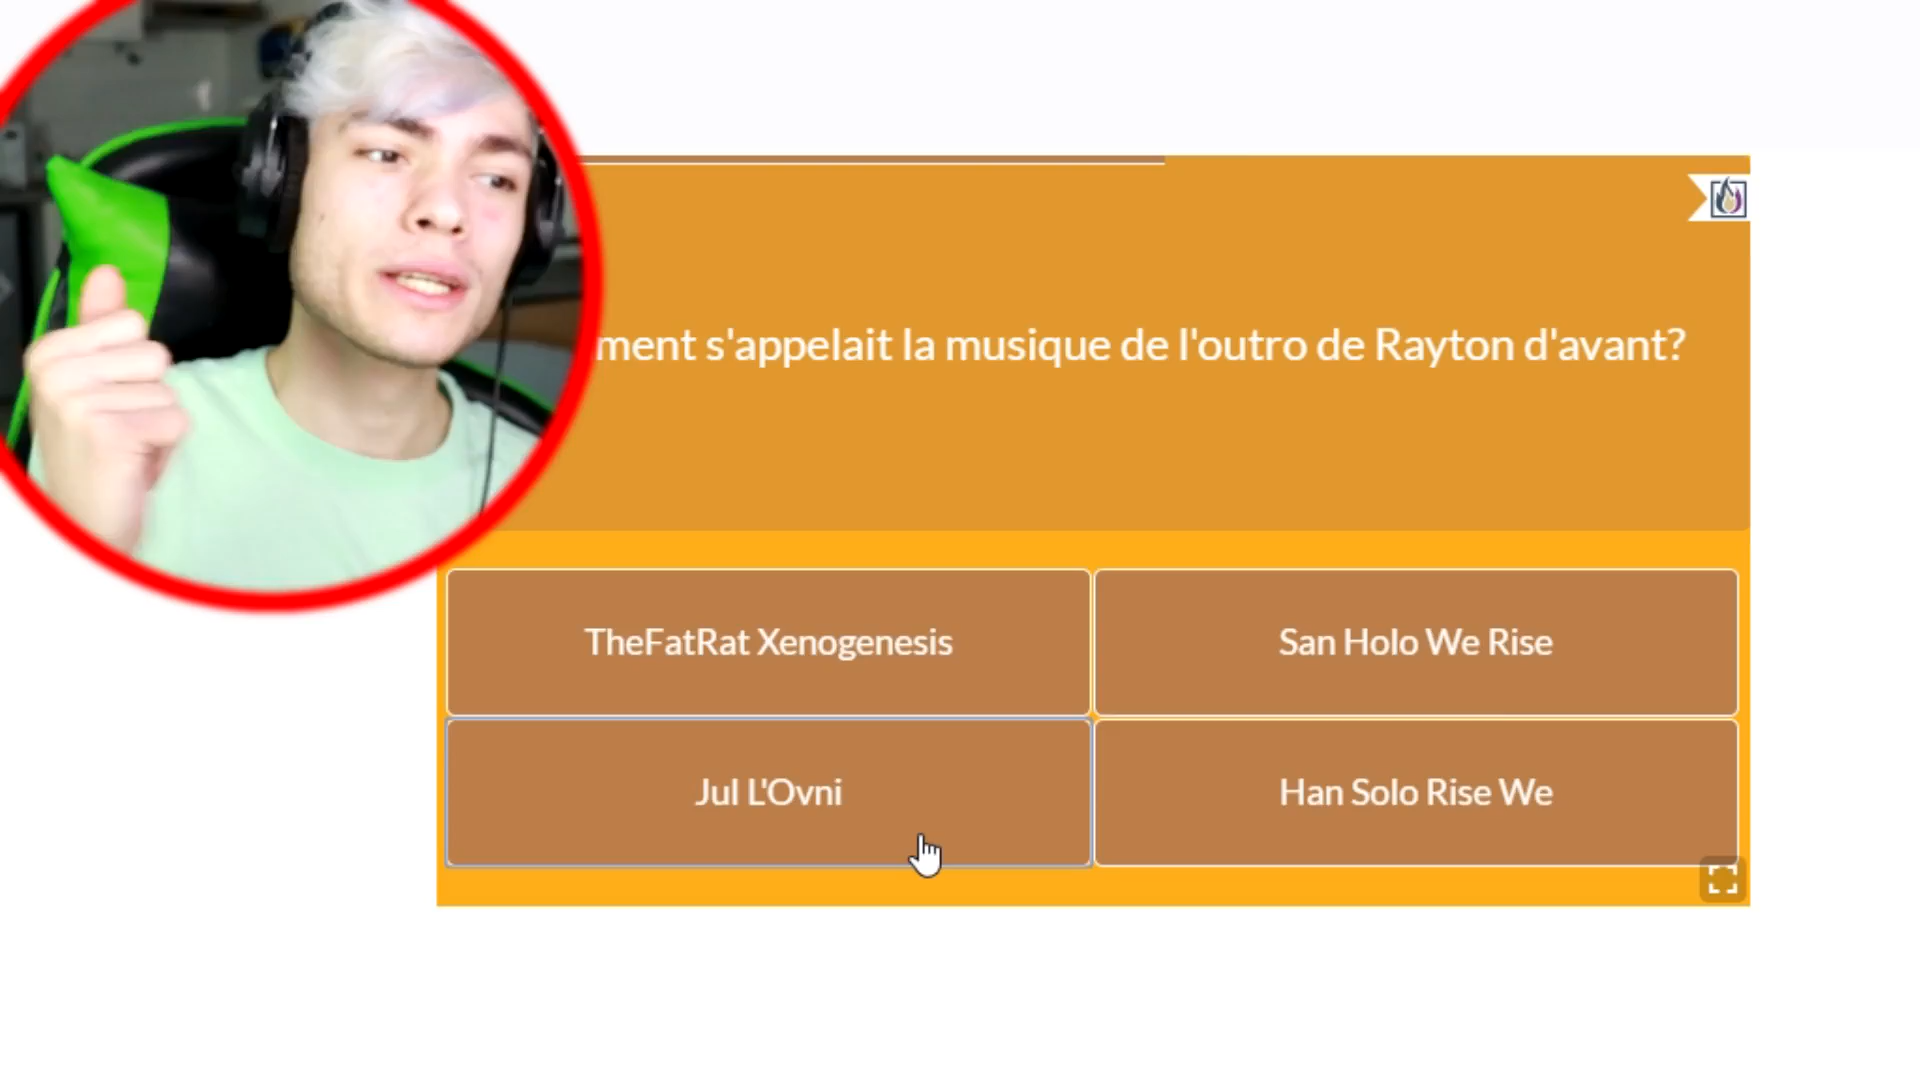 ment s'appelait la musique de l'outro de Rayton d'avant?
TheFatRat Xenogenesis
San Holo We Rise
Jul L'Ovni
Han Solo Rise We